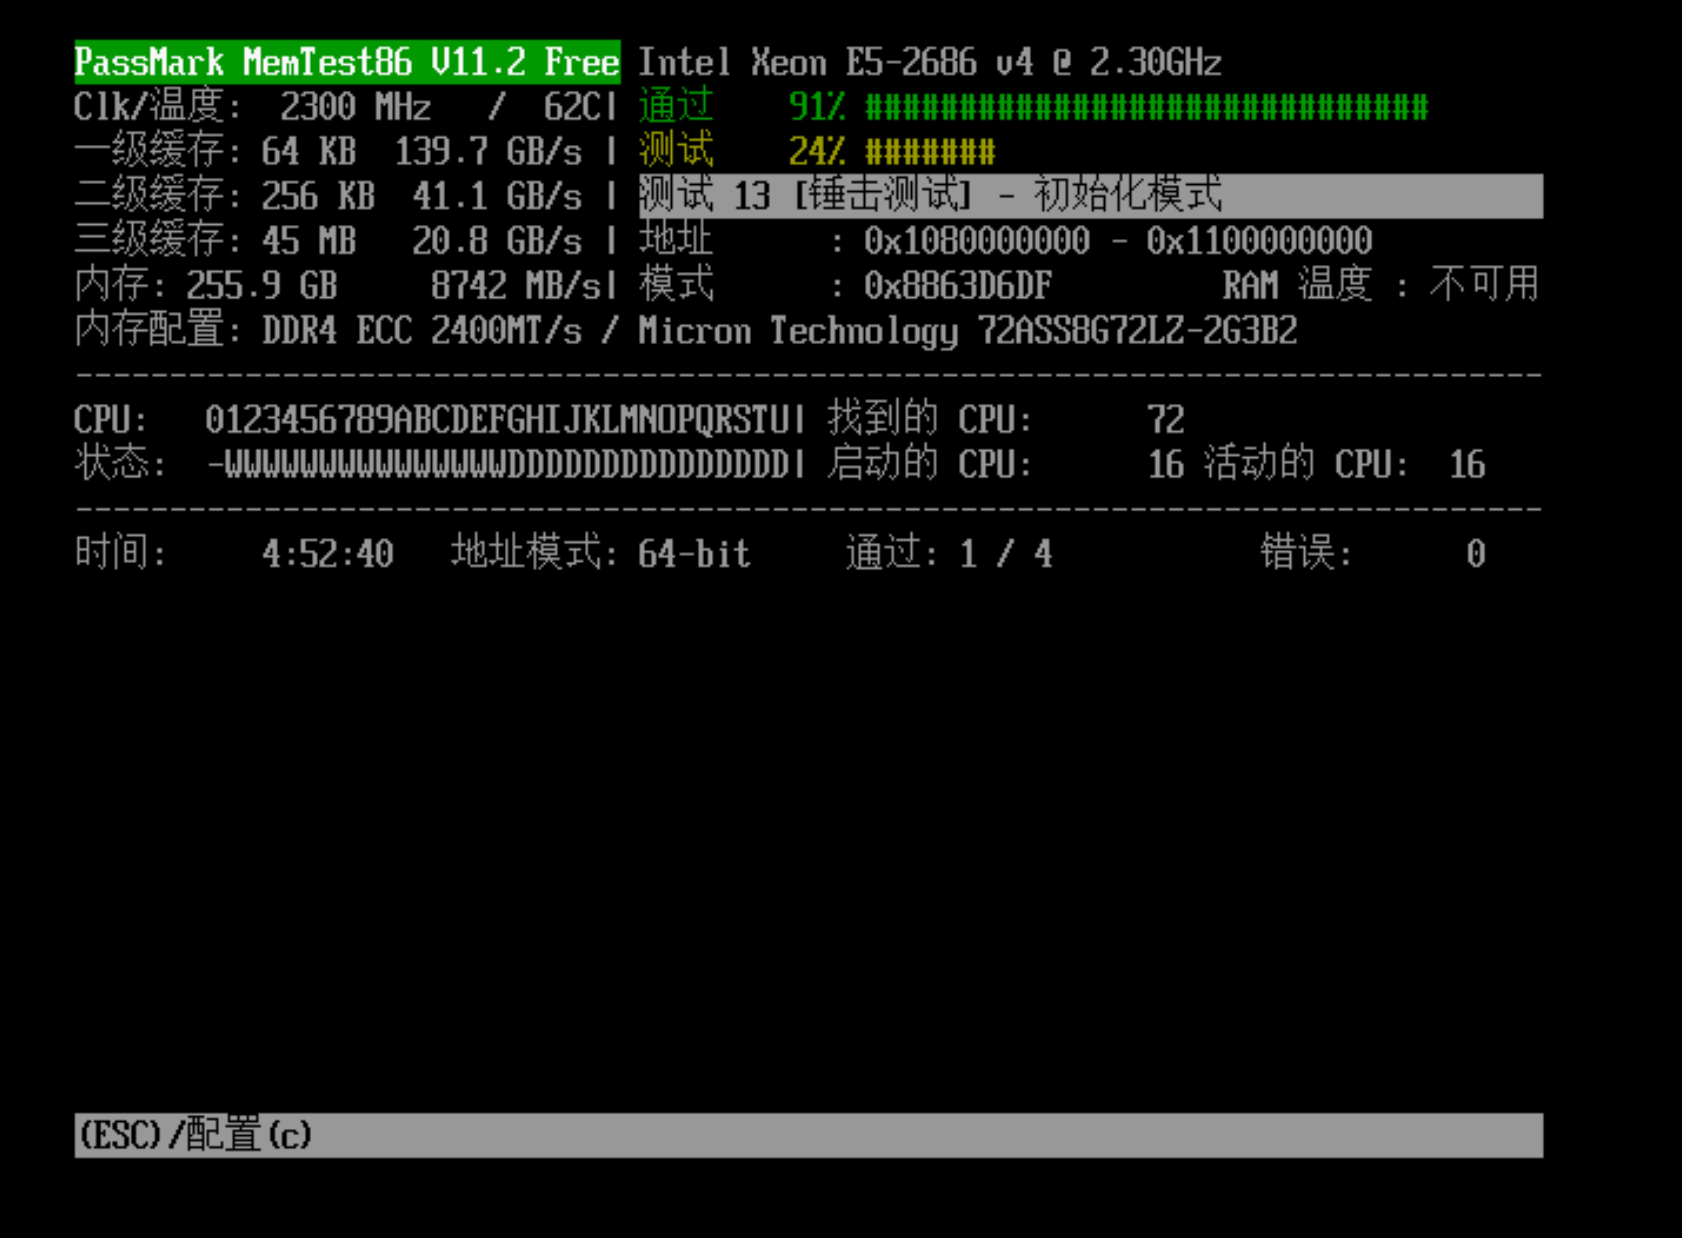 PassMark MemTest86 V11.2 Free Intel Xeon E5-2686 v4 @ 2.30GHz
Clk/温度: 2300 MHz / 62C| 通过 91% ##############################
一级缓存: 64 KB 139.7 GB/s | 测试 24% #######
二级缓存: 256 KB 41.1 GB/s | 测试 13 [锤击测试] - 初始化模式
三级缓存: 45 MB 20.8 GB/s | 地址 : 0x1080000000 - 0x1100000000
内存: 255.9 GB 8742 MB/s| 模式 : 0x8863D6DF RAM 温度 : 不可用
内存配置: DDR4 ECC 2400MT/s / Micron Technology 72ASS8G72LZ-2G3B2
------------------------------------------------------------------------------
CPU: 0123456789ABCDEFGHIJKLMNOPQRSTU| 找到的 CPU: 72
状态: -WWWWWWWWWWWWWWWDDDDDDDDDDDDDDD| 启动的 CPU: 16 活动的 CPU: 16
------------------------------------------------------------------------------
时间: 4:52:40 地址模式: 64-bit 通过: 1 / 4 错误: 0
(ESC)/配置(c)